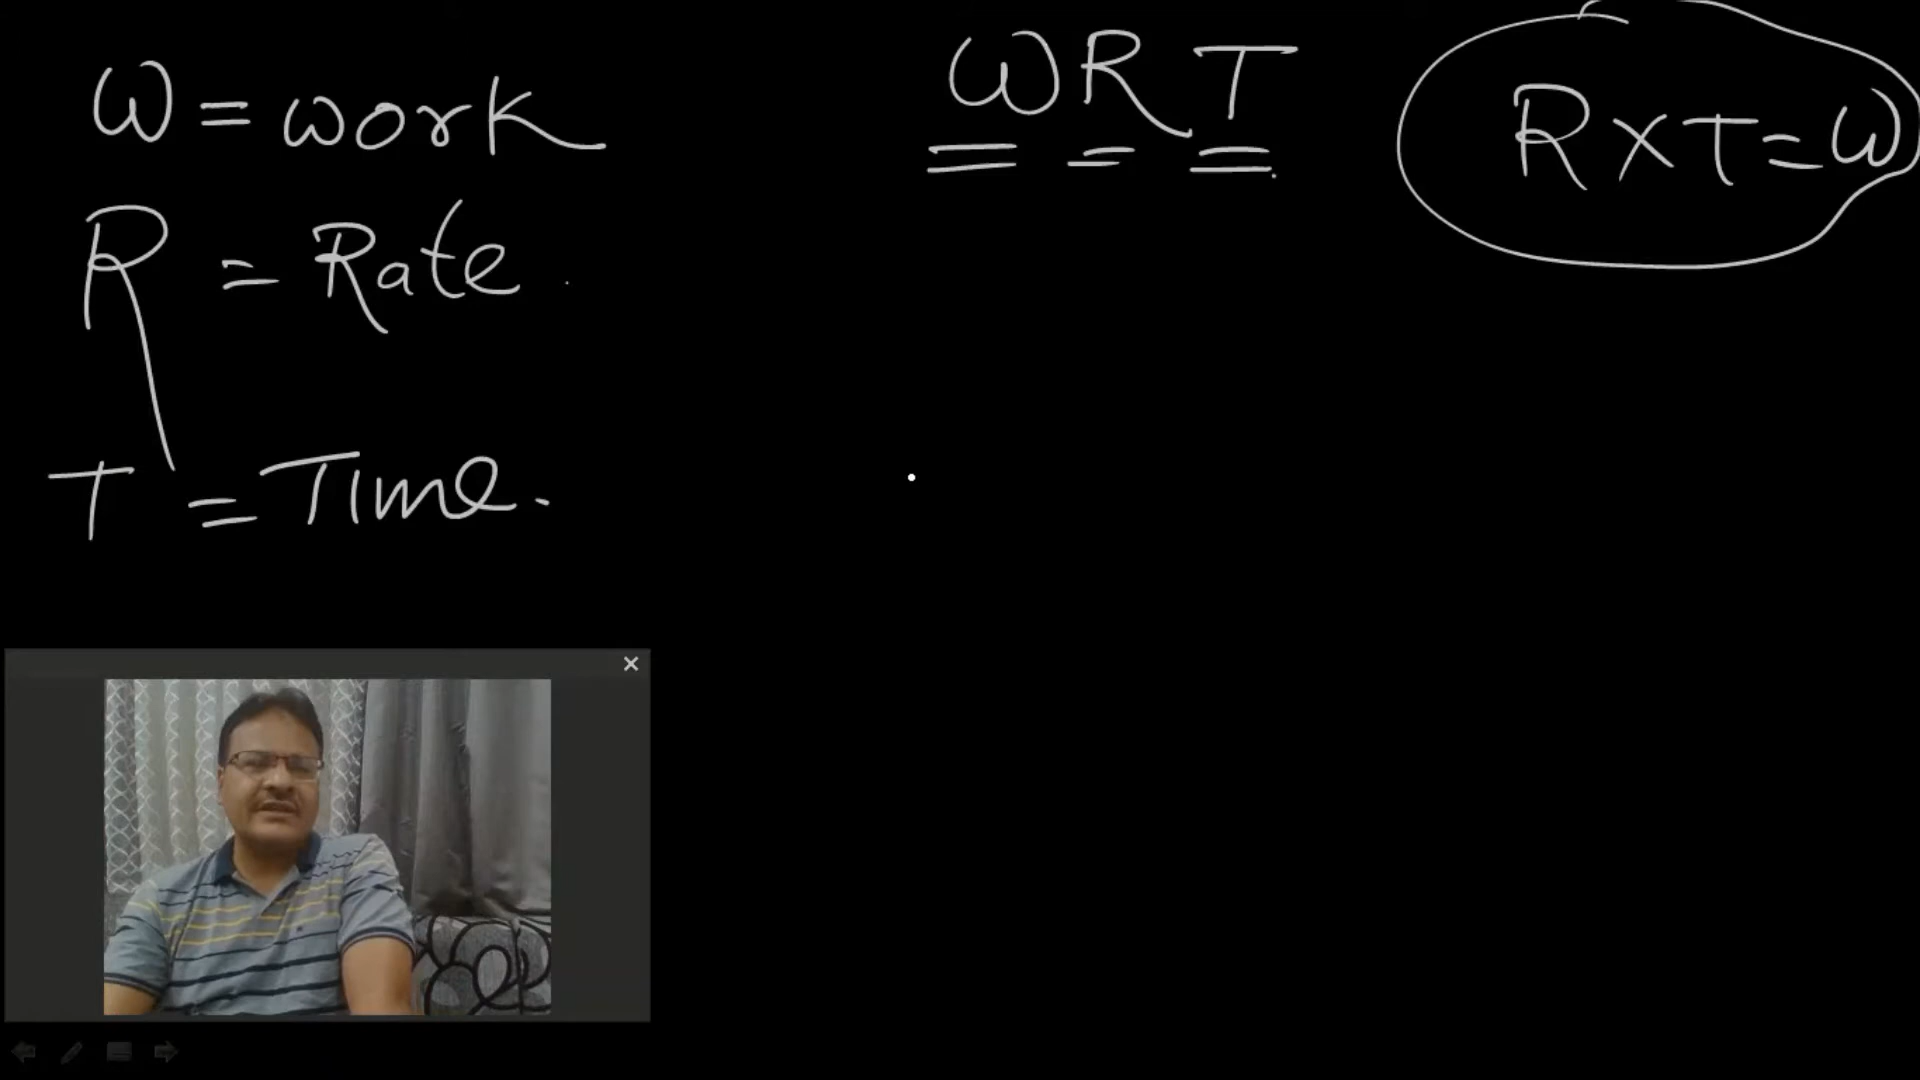 W = work
R = Rate.
T = Time.
WRT
R×T=W